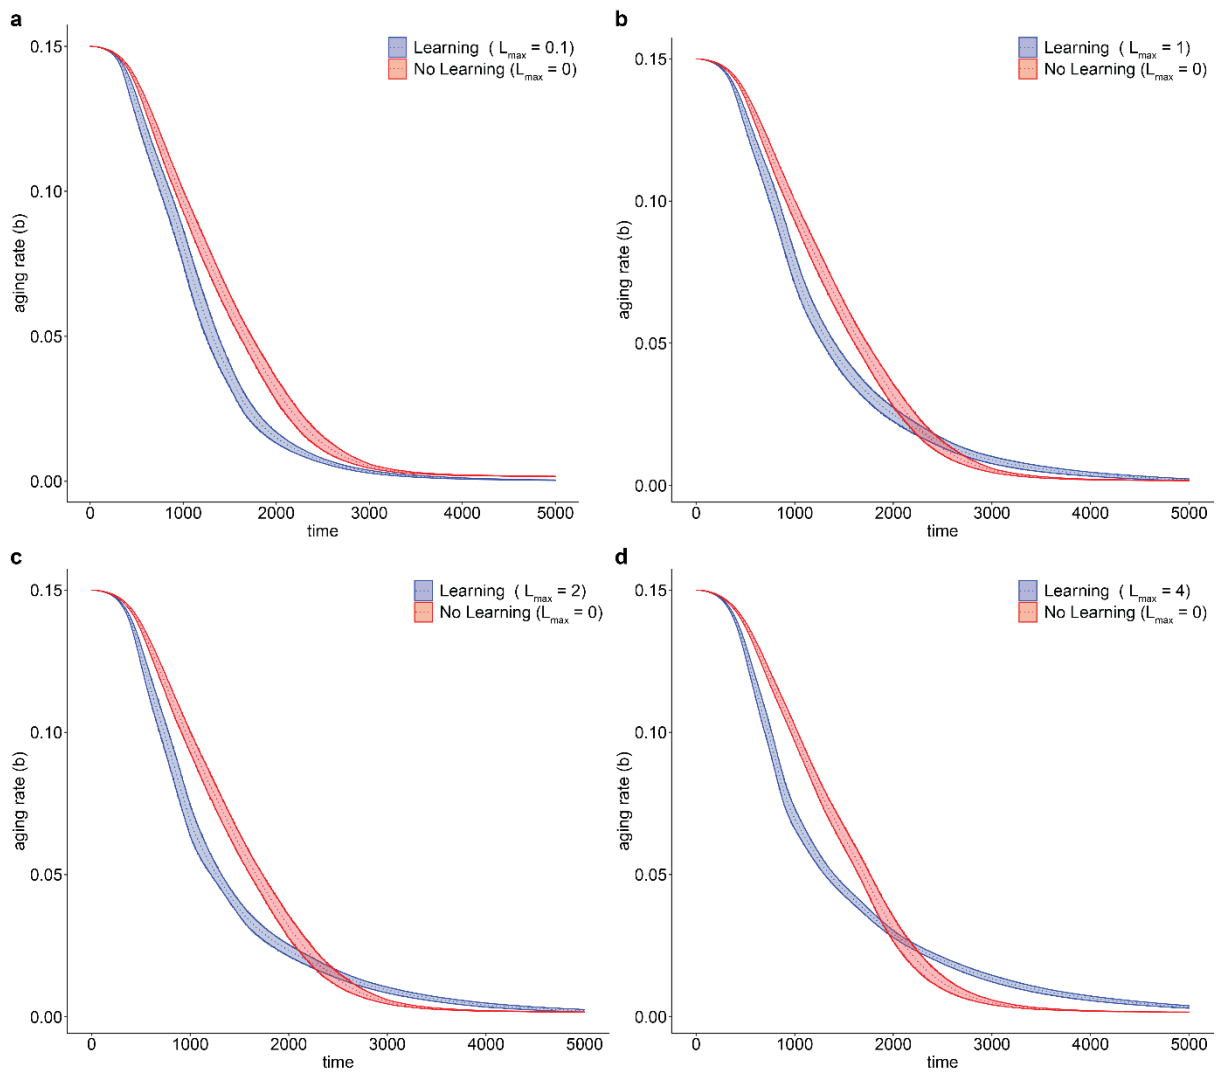 a
Learning ( Lmax = 0.1)
No Learning (Lmax = 0)
0.15
0.10
0.05
0.00
aging rate (b)
0 1000 2000 3000 4000 5000
time
b
Learning ( Lmax = 1)
No Learning (Lmax = 0)
0.15
0.10
0.05
0.00
aging rate (b)
0 1000 2000 3000 4000 5000
time
c
Learning ( Lmax = 2)
No Learning (Lmax = 0)
0.15
0.10
0.05
0.00
aging rate (b)
0 1000 2000 3000 4000 5000
time
d
Learning ( Lmax = 4)
No Learning (Lmax = 0)
0.15
0.10
0.05
0.00
aging rate (b)
0 1000 2000 3000 4000 5000
time